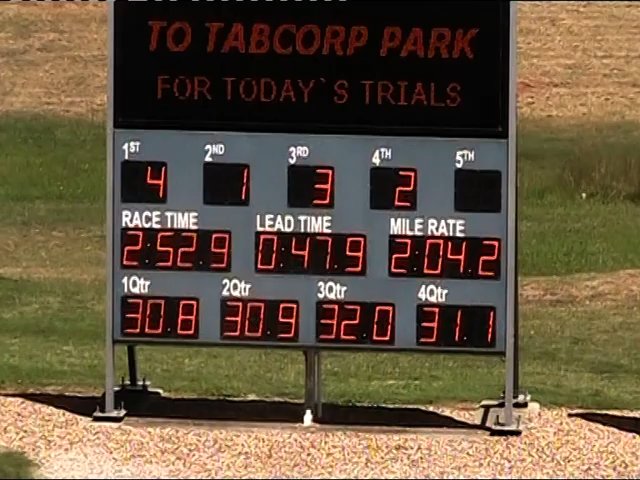 TO TABCORP PARK
FOR TODAY`S TRIALS
1ST 2ND 3RD 4TH 5TH
4 1 3 2
RACE TIME LEAD TIME MILE RATE
2:52.9 0:47.9 2:04.2
1Qtr 2Qtr 3Qtr 4Qtr
30.8 30.9 32.0 31.1